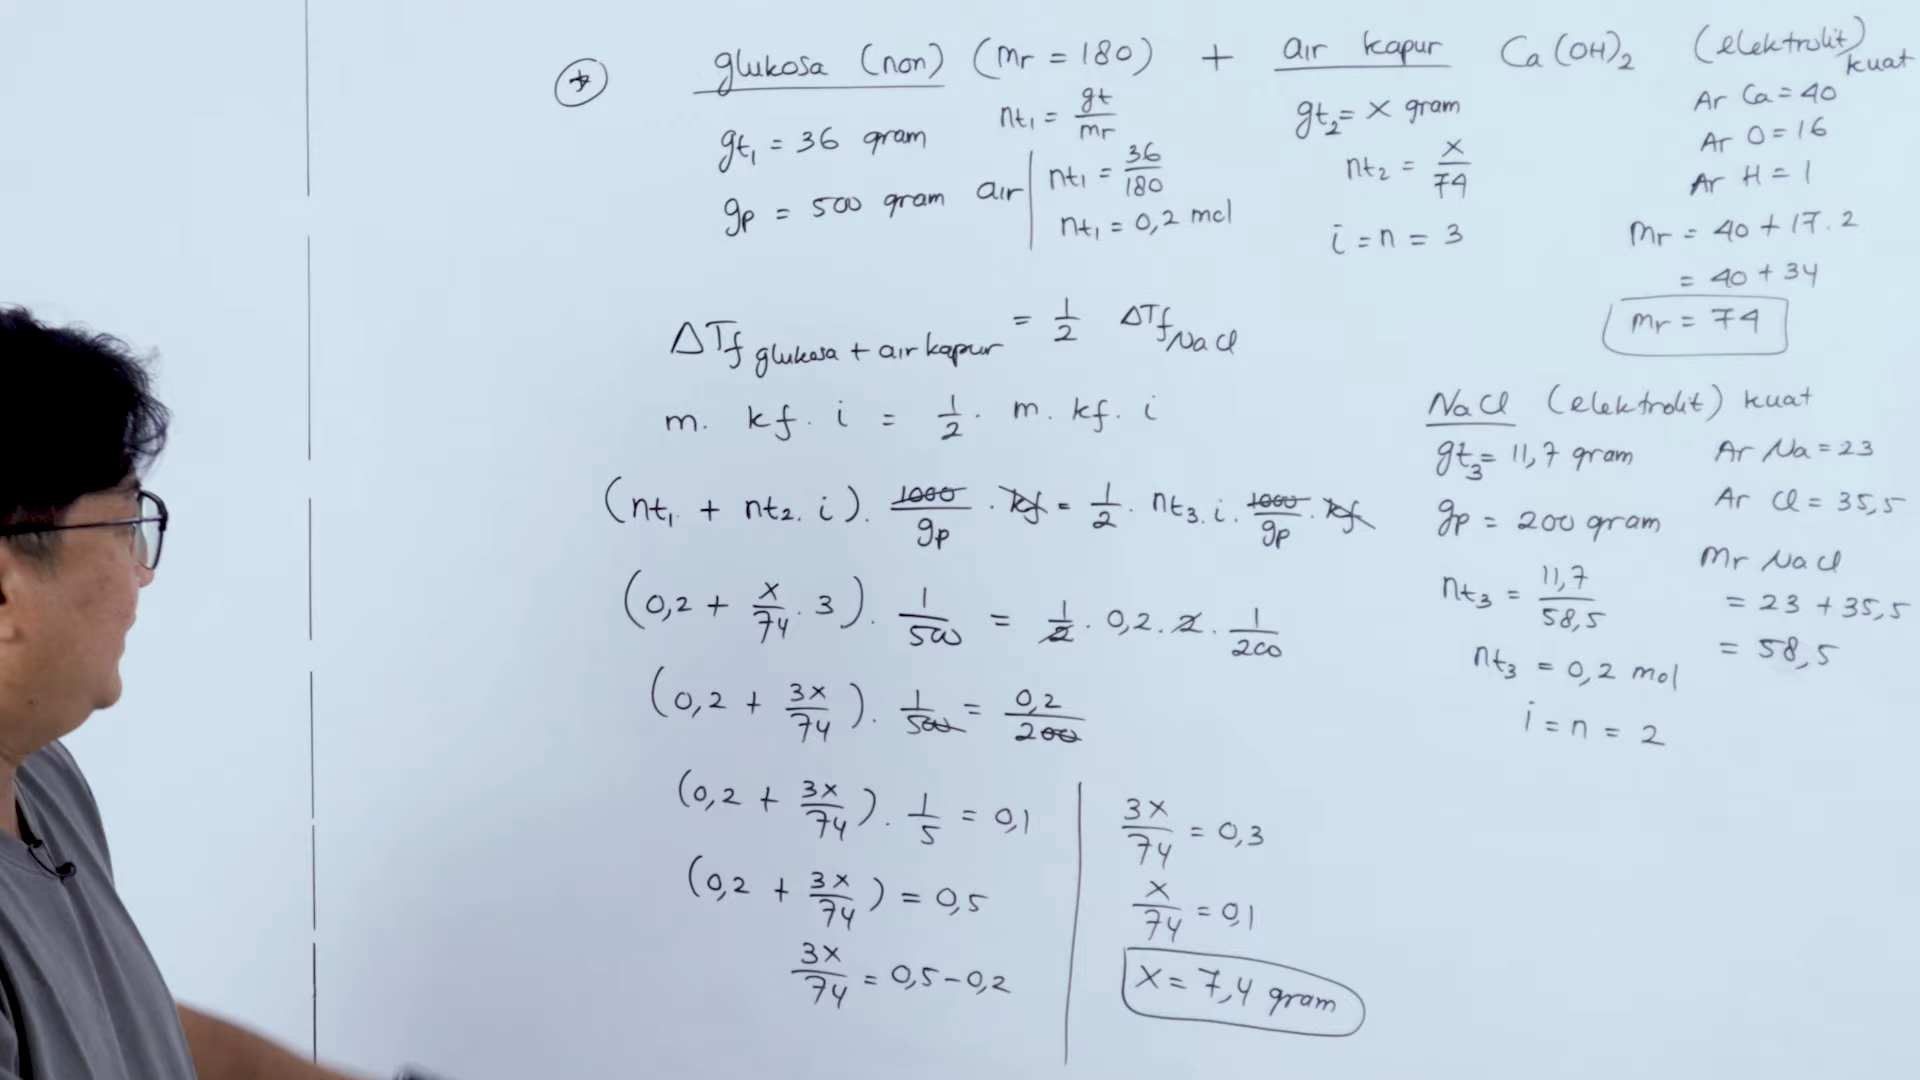 * glukosa (non) (Mr = 180) + air kapur Ca(OH)₂ (elektrolit) kuat
gt₁ = 36 gram
gp = 500 gram air
nt₁ = gt/mr
nt₁ = 36/180
nt₁ = 0,2 mol
gt₂ = x gram
nt₂ = x/74
i = n = 3
Ar Ca = 40
Ar O = 16
Ar H = 1
Mr = 40 + 17.2
= 40 + 34
Mr = 74
ΔTf glukosa + air kapur = 1/2 ΔTf NaCl
m. kf. i = 1/2. m. kf. i
(nt₁ + nt₂. i). 1000/gp . kf = 1/2. nt₃. i. 1000/gp . kf
(0,2 + x/74. 3). 1/500 = 1/2. 0,2. 2. 1/200
(0,2 + 3x/74). 1/500 = 0,2/200
(0,2 + 3x/74). 1/5 = 0,1
(0,2 + 3x/74) = 0,5
3x/74 = 0,5 - 0,2
3x/74 = 0,3
x/74 = 0,1
x = 7,4 gram
NaCl (elektrolit) kuat
gt₃ = 11,7 gram
gp = 200 gram
nt₃ = 11,7/58,5
nt₃ = 0,2 mol
i = n = 2
Ar Na = 23
Ar Cl = 35,5
Mr NaCl
= 23 + 35,5
= 58,5